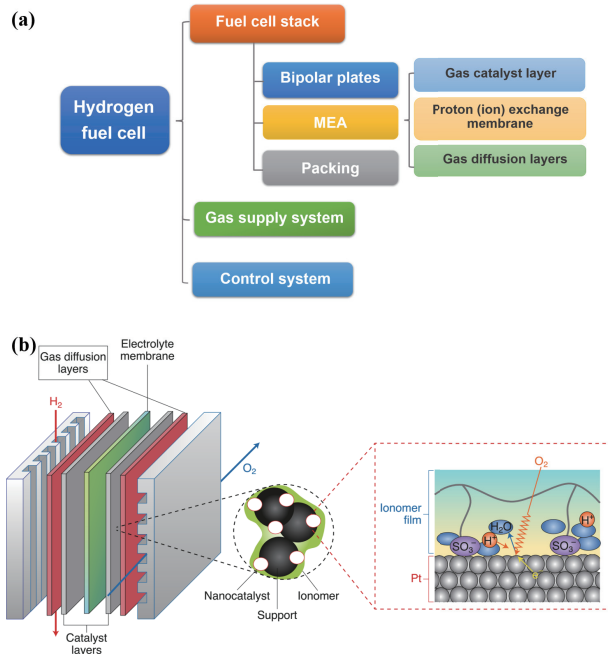 (a)
Fuel cell stack
Bipolar plates
Gas catalyst layer
Hydrogen
fuel cell
MEA
Proton (ion) exchange
membrane
Packing
Gas diffusion layers
Gas supply system
Control system
(b)
Electrolyte
membrane
Gas diffusion
layers
H2
O2
O2
Ionomer
film
H2O
H+
H+
SO3
SO3
Pt
Nanocatalyst
Ionomer
Support
Catalyst
layers